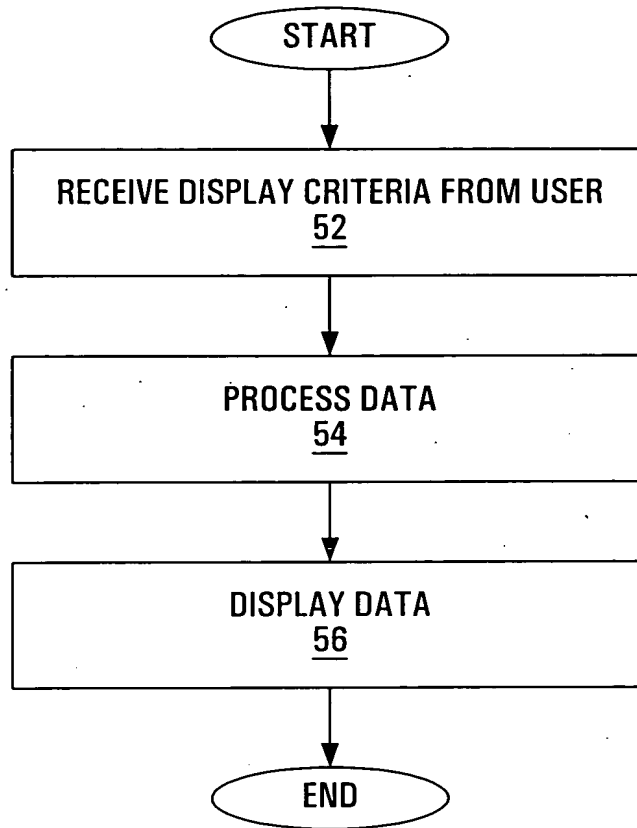 START
RECEIVE DISPLAY CRITERIA FROM USER
52
PROCESS DATA
54
DISPLAY DATA
56
END